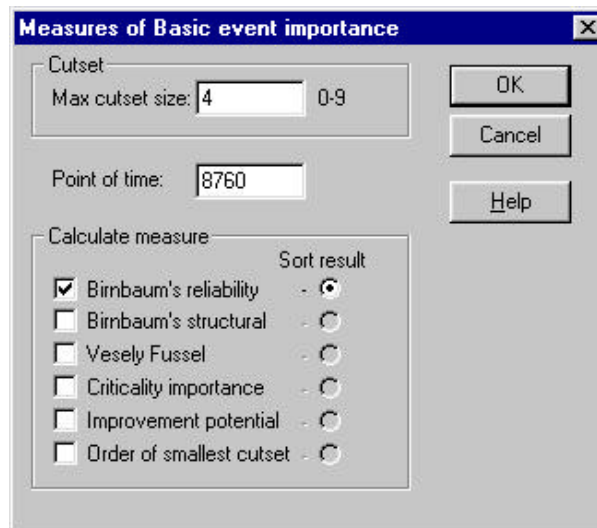 Measures of Basic event importance
Cutset
Max cutset size: 4 0-9
OK
Cancel
Point of time: 8760
Help
Calculate measure
Sort result
Birnbaum's reliability -
Birnbaum's structural -
Vesely Fussel -
Criticality importance -
Improvement potential -
Order of smallest cutset -